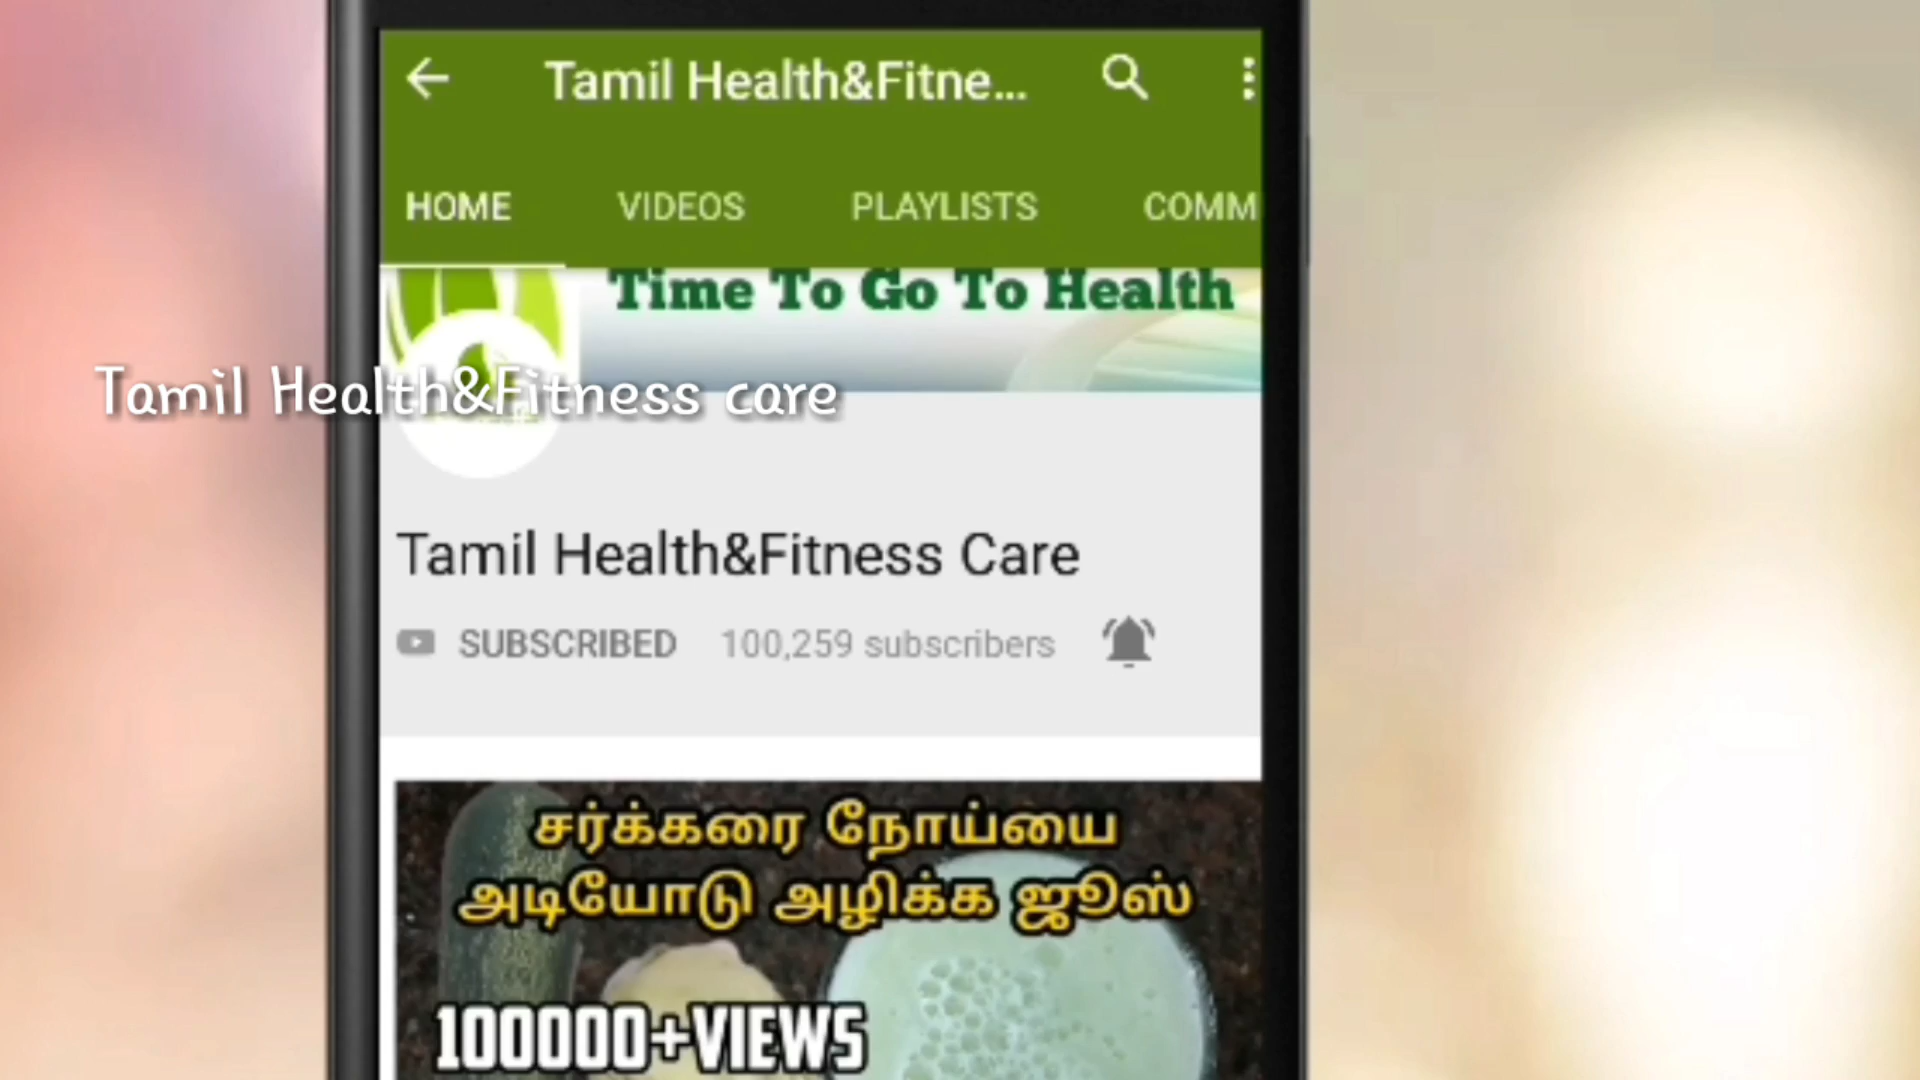 Tamil Health&Fitne...
HOME VIDEOS PLAYLISTS COMM
Time To Go To Health
Tamil Health&Fitness care
Tamil Health&Fitness Care
SUBSCRIBED 100,259 subscribers
சர்க்கரை நோய்யை
அடியோடு அழிக்க ஜூஸ்
100000+VIEWS